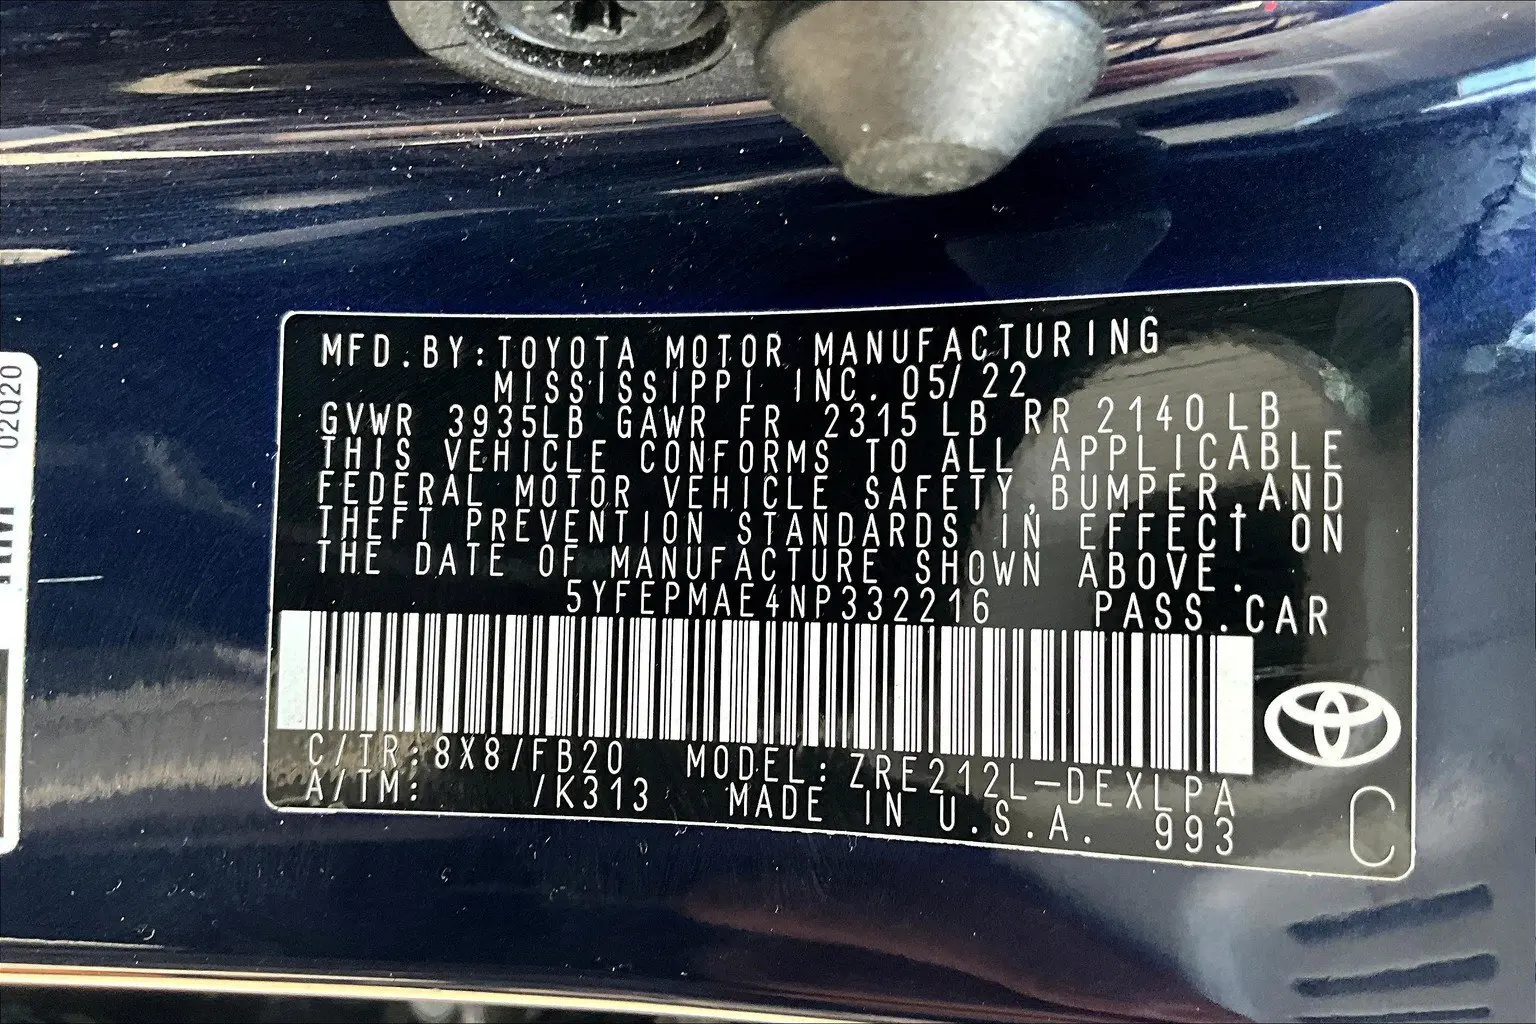 MFD.BY:TOYOTA MOTOR MANUFACTURING
MISSISSIPPI INC. 05/22
GVWR 3935LB GAWR FR 2315 LB RR 2140 LB
THIS VEHICLE CONFORMS TO ALL APPLICABLE
FEDERAL MOTOR VEHICLE SAFETY,BUMPER,AND
THEFT PREVENTION STANDARDS IN EFFECT ON
THE DATE OF MANUFACTURE SHOWN ABOVE.
5YFEPMAE4NP332216 PASS.CAR
C/TR:8X8/FB20 MODEL:ZRE212L-DEXLPA
A/TM: /K313 MADE IN U.S.A. 993
C
02Q20